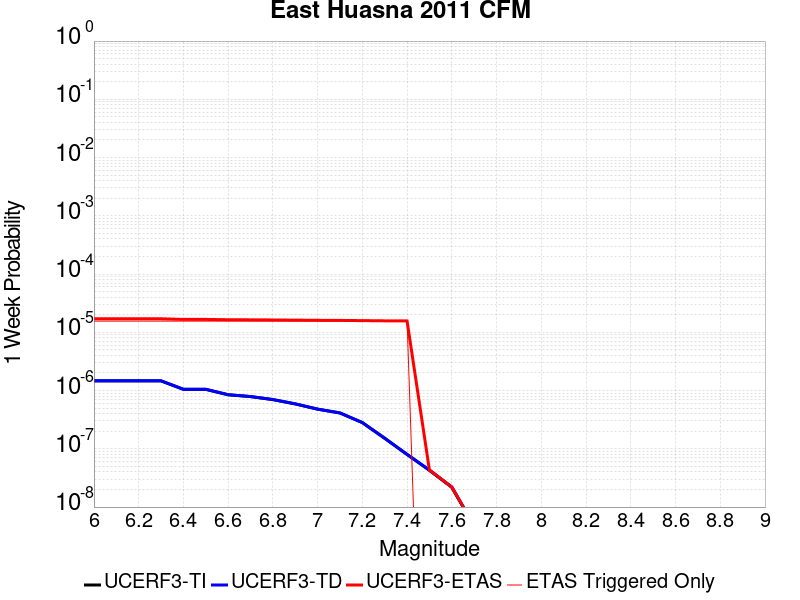 East Huasna 2011 CFM
10^0
10^-1
10^-2
10^-3
10^-4
10^-5
10^-6
10^-7
10^-8
1 Week Probability
6 6.2 6.4 6.6 6.8 7 7.2 7.4 7.6 7.8 8 8.2 8.4 8.6 8.8 9
Magnitude
UCERF3-TI UCERF3-TD UCERF3-ETAS ETAS Triggered Only